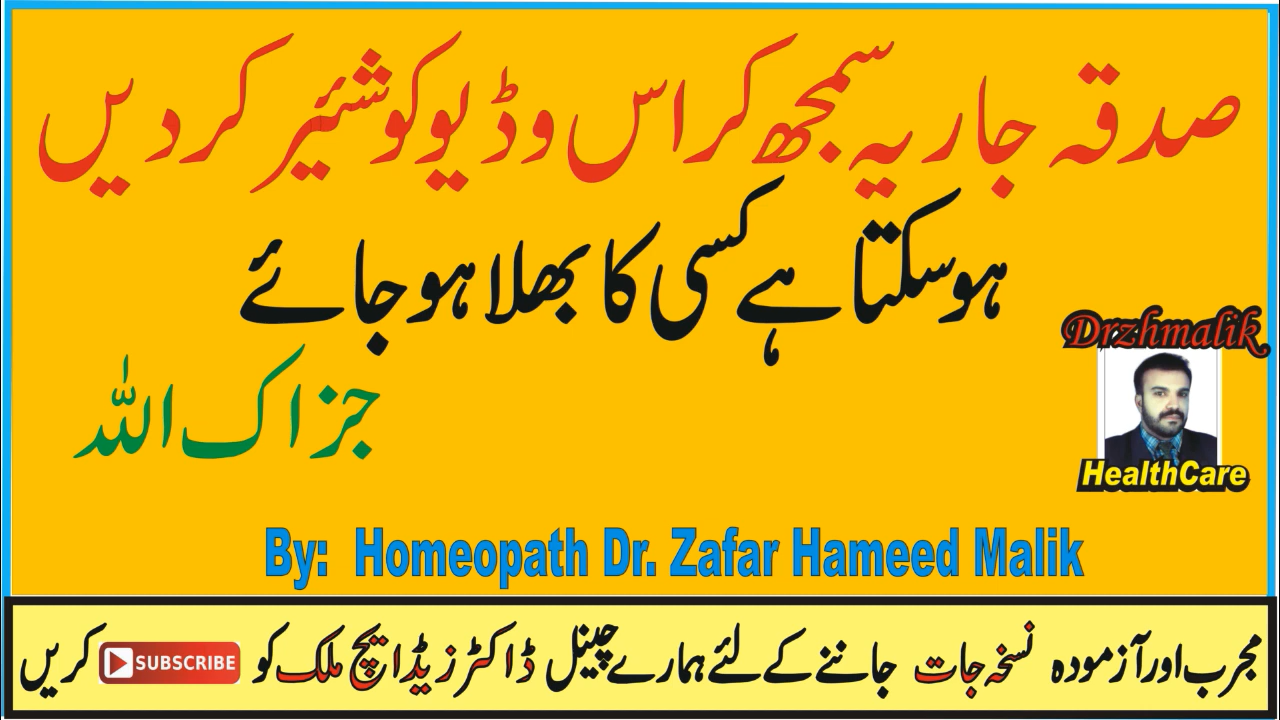 صدقہ جاریہ سمجھ کر اس وڈیو کو شئیر کر دیں
ہو سکتا ہے کسی کا بھلا ہو جائے
جزاک اللہ
Drzhmalik
HealthCare
By: Homeopath Dr. Zafar Hameed Malik
مجرب اور آزمودہ نسخہ جات جاننے کے لئے ہمارے چینل ڈاکٹر زیڈ ایچ ملک کو SUBSCRIBE کریں